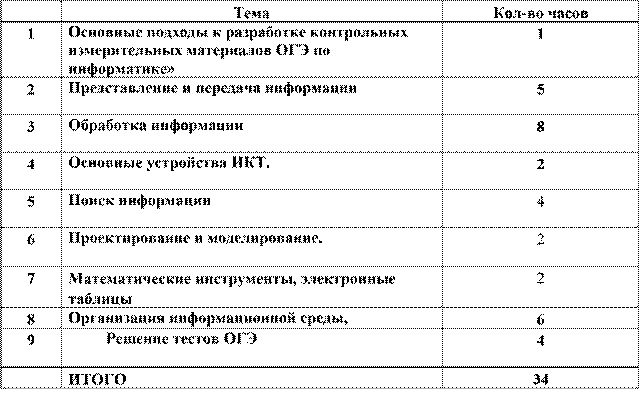 Тема Кол-во часов
1 Основные подходы к разработке контрольных 1
измерительных материалов ОГЭ по
информатике»
2 Представление и передача информации 5
3 Обработка информации 8
4 Основные устройства ИКТ. 2
5 Поиск информации 4
6 Проектирование и моделирование. 2
7 Математические инструменты, электронные 2
таблицы
8 Организация информационной среды, 6
9 Решение тестов ОГЭ 4
ИТОГО 34